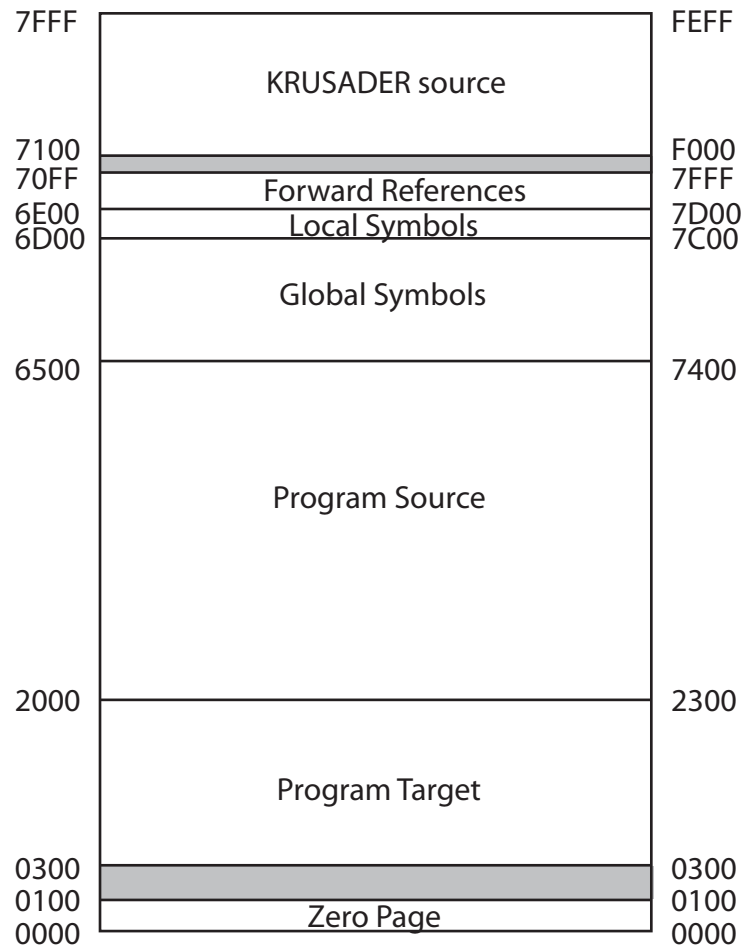 7FFF FEFF
KRUSADER source
7100 F000
70FF 7FFF
Forward References
6E00 7D00
Local Symbols
6D00 7C00
Global Symbols
6500 7400
Program Source
2000 2300
Program Target
0300 0300
0100 0100
Zero Page
0000 0000